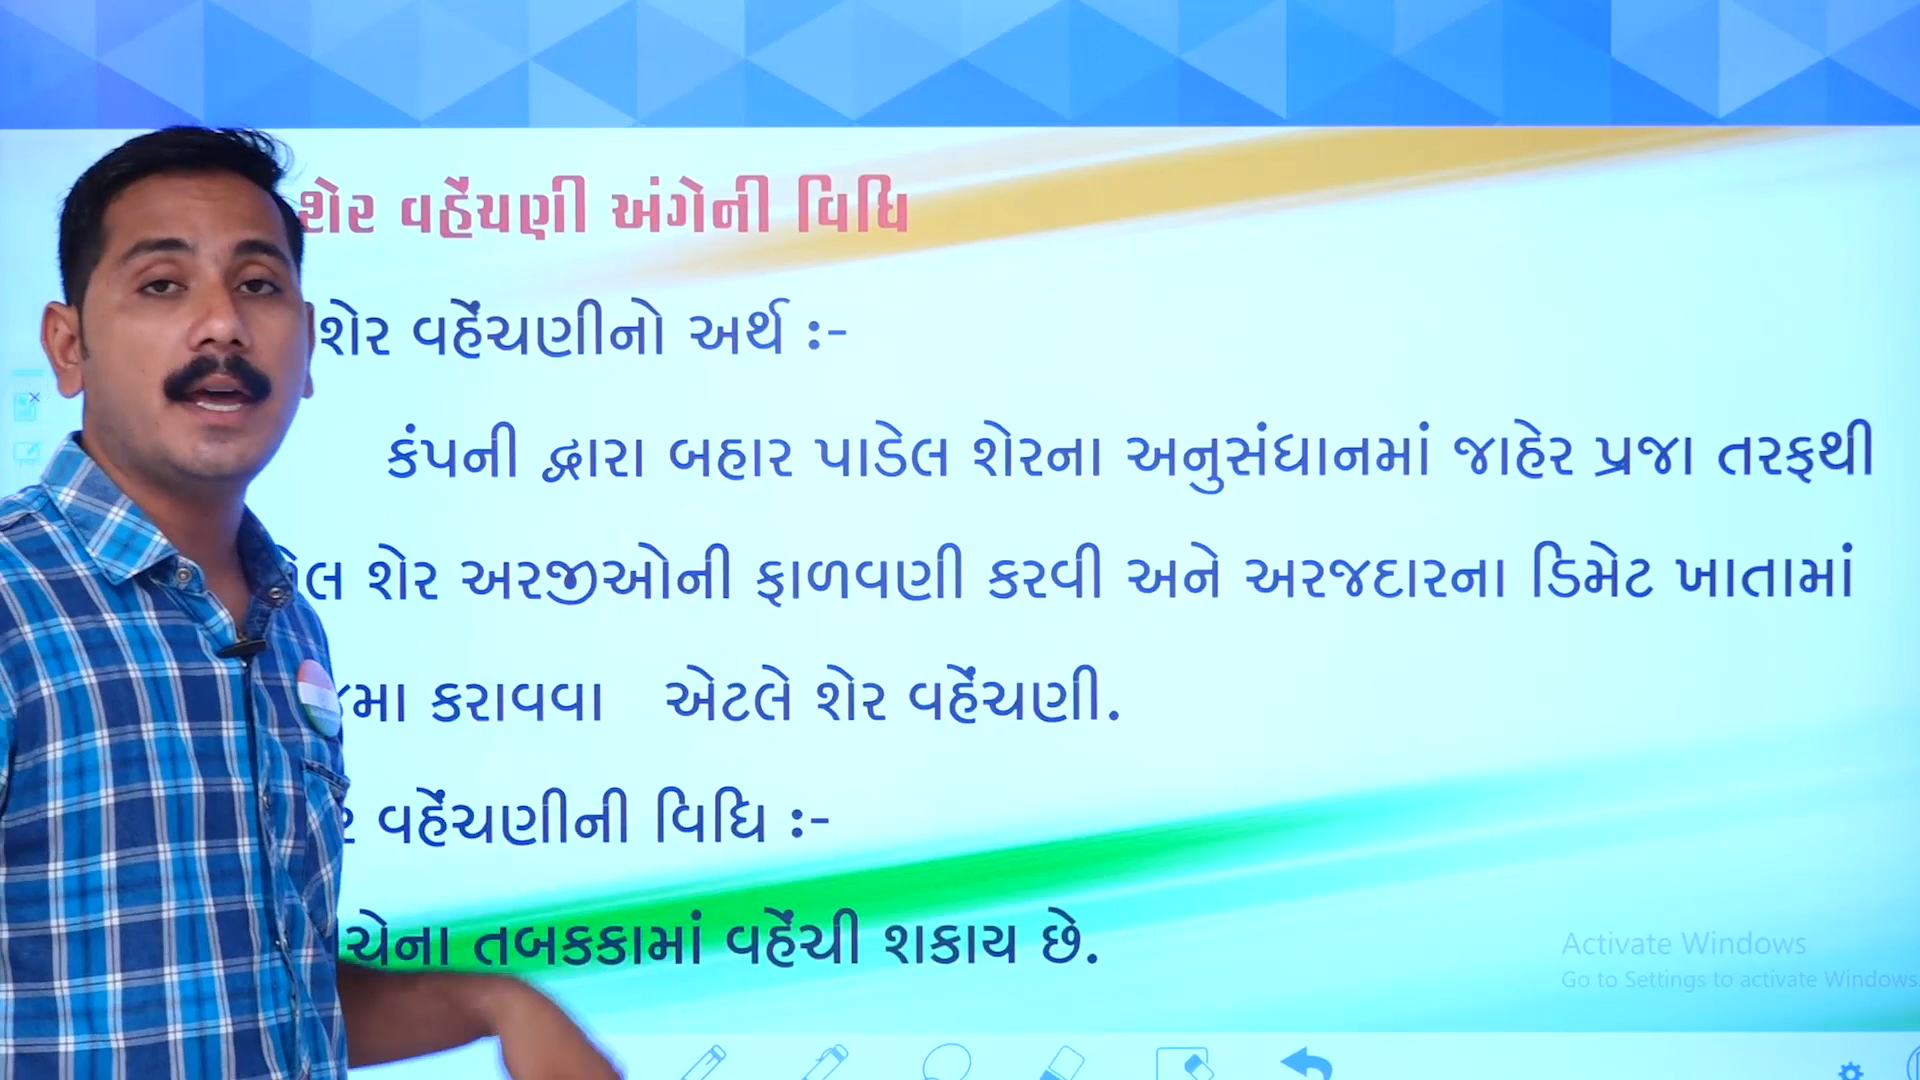 શેર વહેંચણી અંગેની વિધિ
શેર વહેંચણીનો અર્થ :-
કંપની દ્વારા બહાર પાડેલ શેરના અનુસંધાનમાં જાહેર પ્રજા તરફથી
શેર અરજીઓની ફાળવણી કરવી અને અરજદારના ડિમેટ ખાતામાં
કરાવવા એટલે શેર વહેંચણી.
વહેંચણીની વિધિ :-
તબકકામાં વહેંચી શકાય છે.
Activate Windows
Go to Settings to activate Windows.